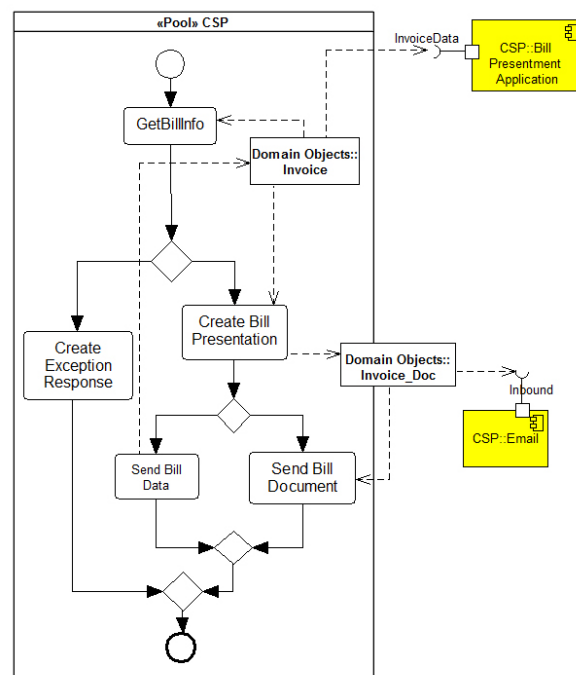 «Pool» CSP
InvoiceData
CSP::Bill
Presentment
Application
GetBillInfo
Domain Objects::
Invoice
Create Bill
Presentation
Create
Exception
Response
Domain Objects::
Invoice_Doc
Inbound
CSP::Email
Send Bill
Data
Send Bill
Document